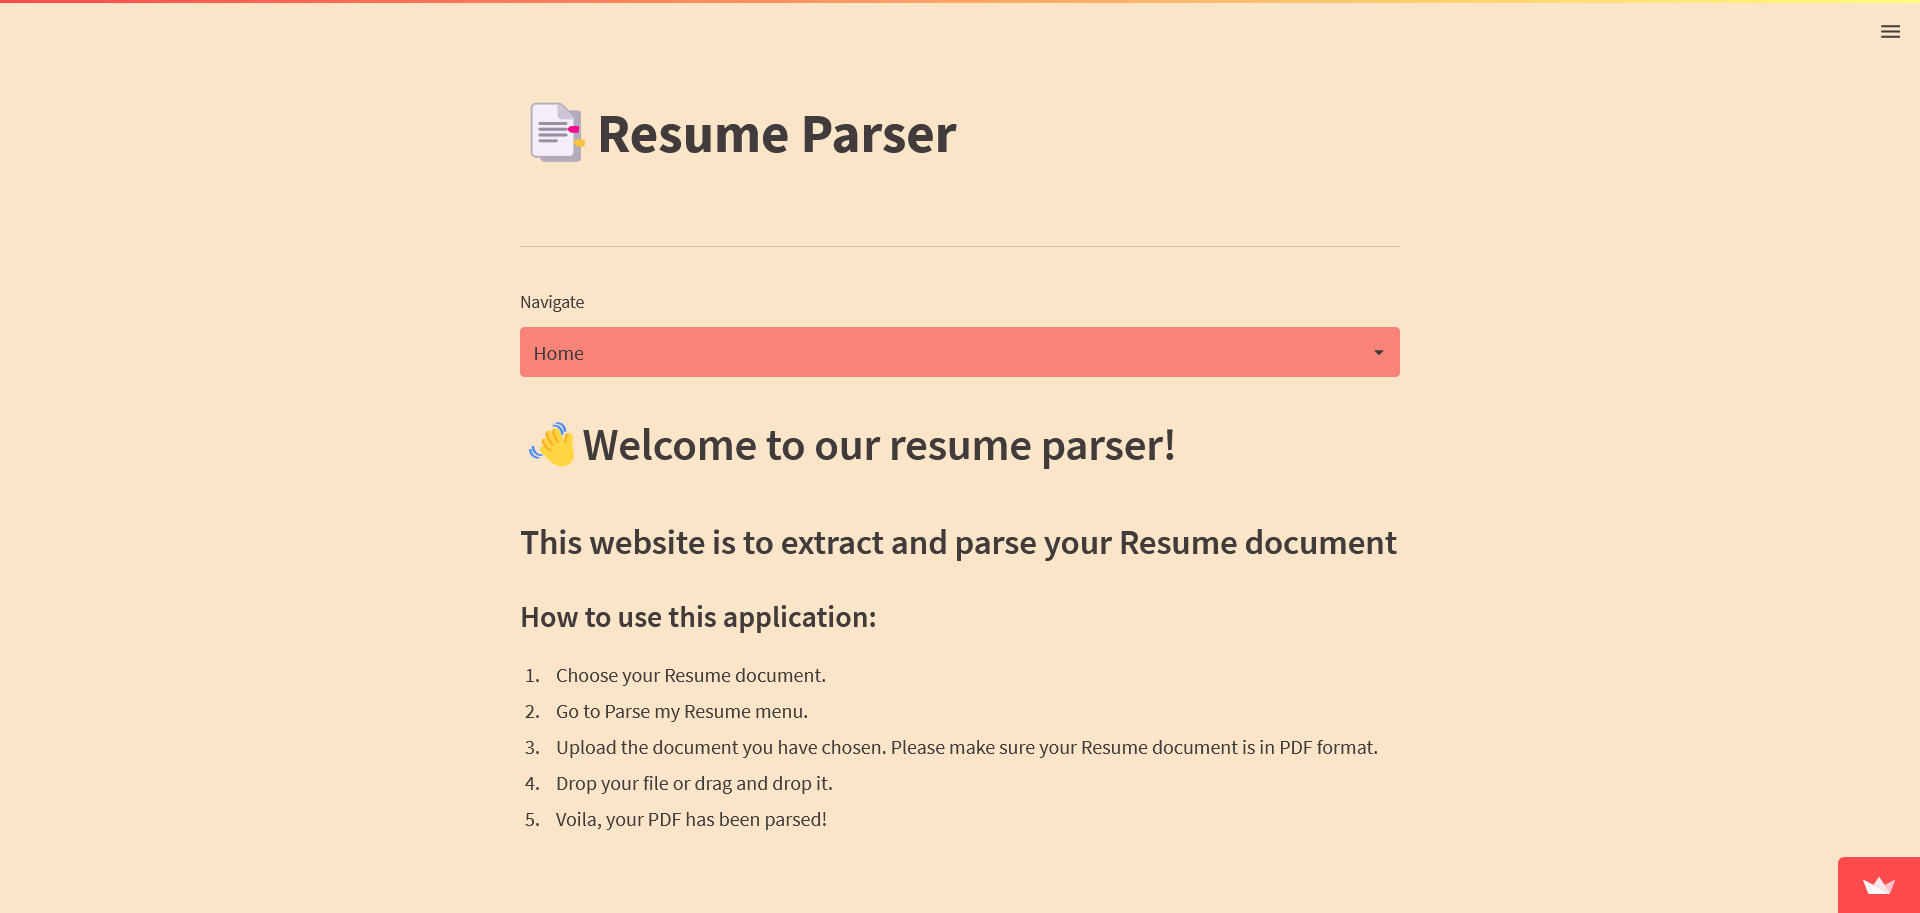 Resume Parser
Navigate
Home
Welcome to our resume parser!
This website is to extract and parse your Resume document
How to use this application:
1. Choose your Resume document.
2. Go to Parse my Resume menu.
3. Upload the document you have chosen. Please make sure your Resume document is in PDF format.
4. Drop your file or drag and drop it.
5. Voila, your PDF has been parsed!